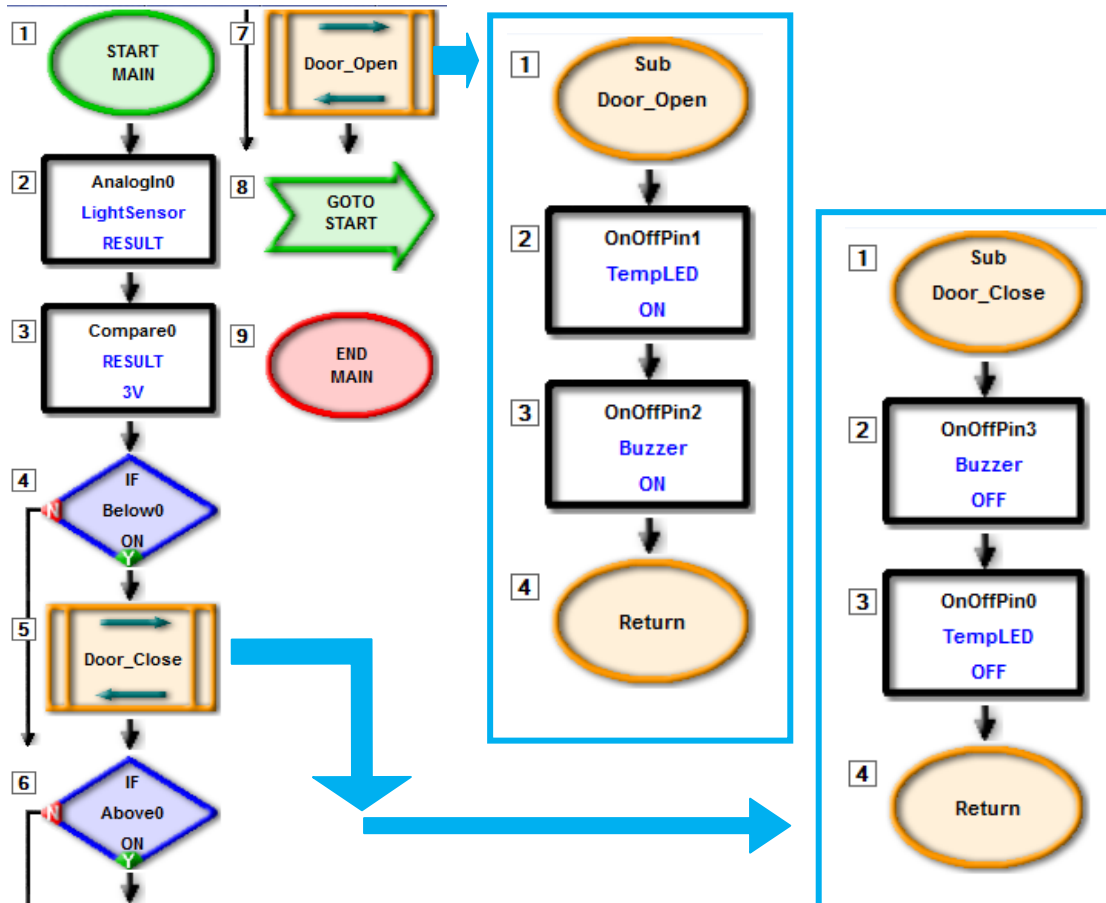 1
START
MAIN
2
AnalogIn0
LightSensor
RESULT
3
Compare0
RESULT
3V
4
IF
Below0
ON
N
Y
5
Door_Close
6
IF
Above0
ON
N
Y
7
Door_Open
8
GOTO
START
9
END
MAIN
1
Sub
Door_Open
2
OnOffPin1
TempLED
ON
3
OnOffPin2
Buzzer
ON
4
Return
1
Sub
Door_Close
2
OnOffPin3
Buzzer
OFF
3
OnOffPin0
TempLED
OFF
4
Return